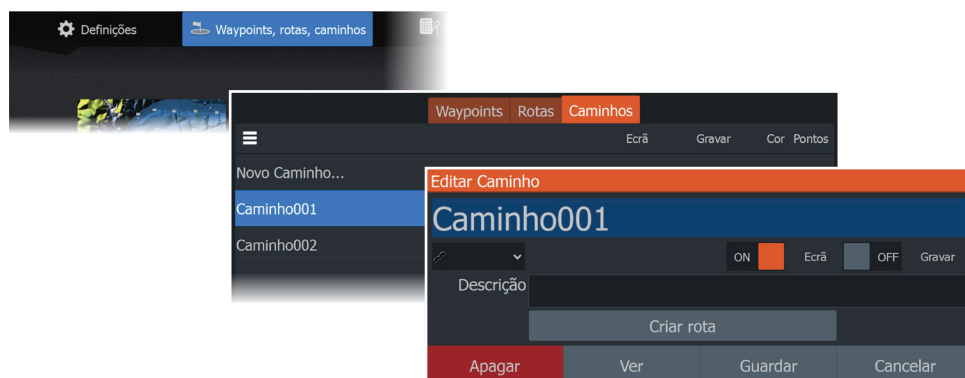 Definições Waypoints, rotas, caminhos
Waypoints Rotas Caminhos
Ecrã Gravar Cor Pontos
Novo Caminho...
Caminho001
Caminho002
Editar Caminho
Caminho001
ON Ecrã OFF Gravar
Descrição
Criar rota
Apagar Ver Guardar Cancelar